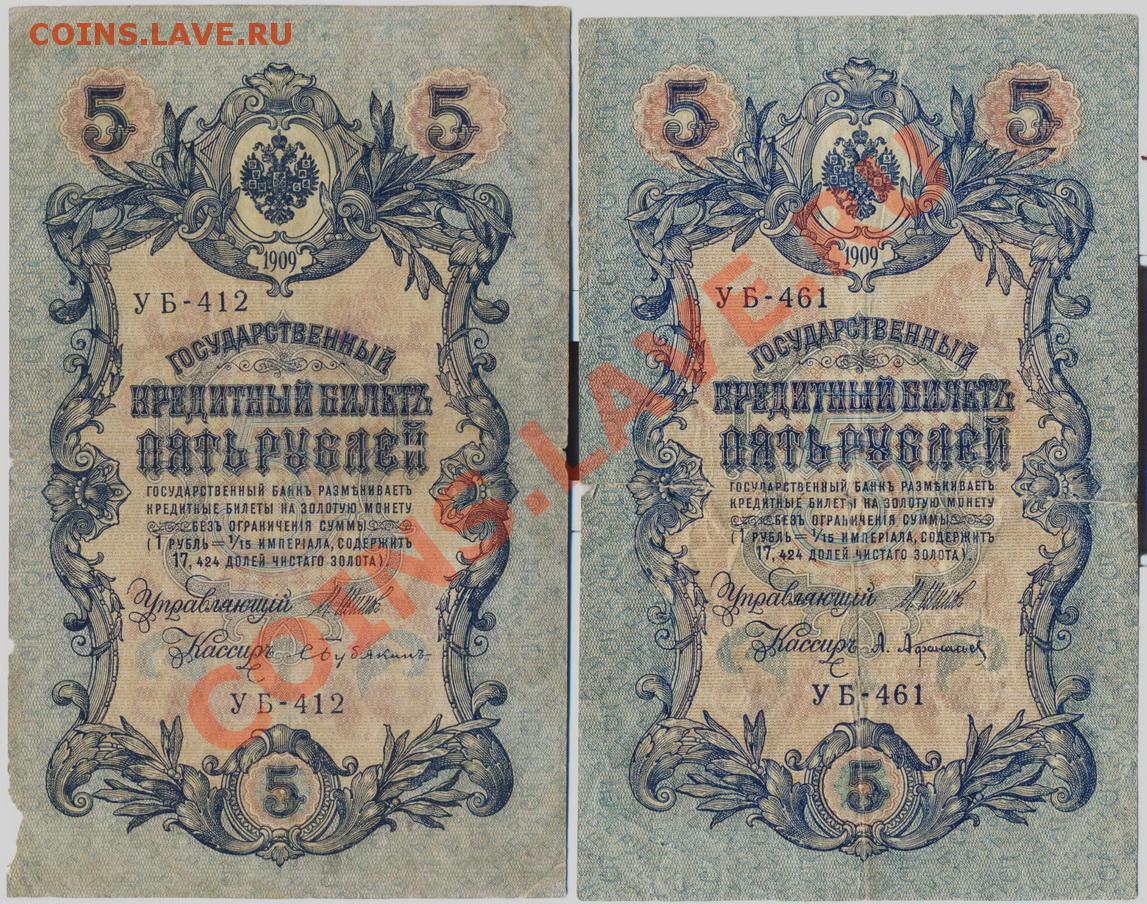 COINS.LAVE.RU
5 5
1909
УБ-412
ГОСУДАРСТВЕННЫЙ
КРЕДИТНЫЙ БИЛЕТЪ
ПЯТЬ РУБЛЕЙ
ГОСУДАРСТВЕННЫЙ БАНКЪ РАЗМѢНИВАЕТЪ
КРЕДИТНЫЕ БИЛЕТЫ НА ЗОЛОТУЮ МОНЕТУ
БЕЗЪ ОГРАНИЧЕНІЯ СУММЫ
(1 РУБЛЬ = 1/15 ИМПЕРІАЛА, СОДЕРЖИТЪ
17,424 ДОЛЕЙ ЧИСТАГО ЗОЛОТА).
Управляющій И. Шипов
Кассиръ С. Бубякинъ
УБ-412
5
5 5
1909
УБ-461
ГОСУДАРСТВЕННЫЙ
КРЕДИТНЫЙ БИЛЕТЪ
ПЯТЬ РУБЛЕЙ
ГОСУДАРСТВЕННЫЙ БАНКЪ РАЗМѢНИВАЕТЪ
КРЕДИТНЫЕ БИЛЕТЫ НА ЗОЛОТУЮ МОНЕТУ
БЕЗЪ ОГРАНИЧЕНІЯ СУММЫ
(1 РУБЛЬ = 1/15 ИМПЕРІАЛА, СОДЕРЖИТЪ
17,424 ДОЛЕЙ ЧИСТАГО ЗОЛОТА).
Управляющій И. Шипов
Кассиръ А. Афанасьев
УБ-461
5
COINS.LAVE.RU